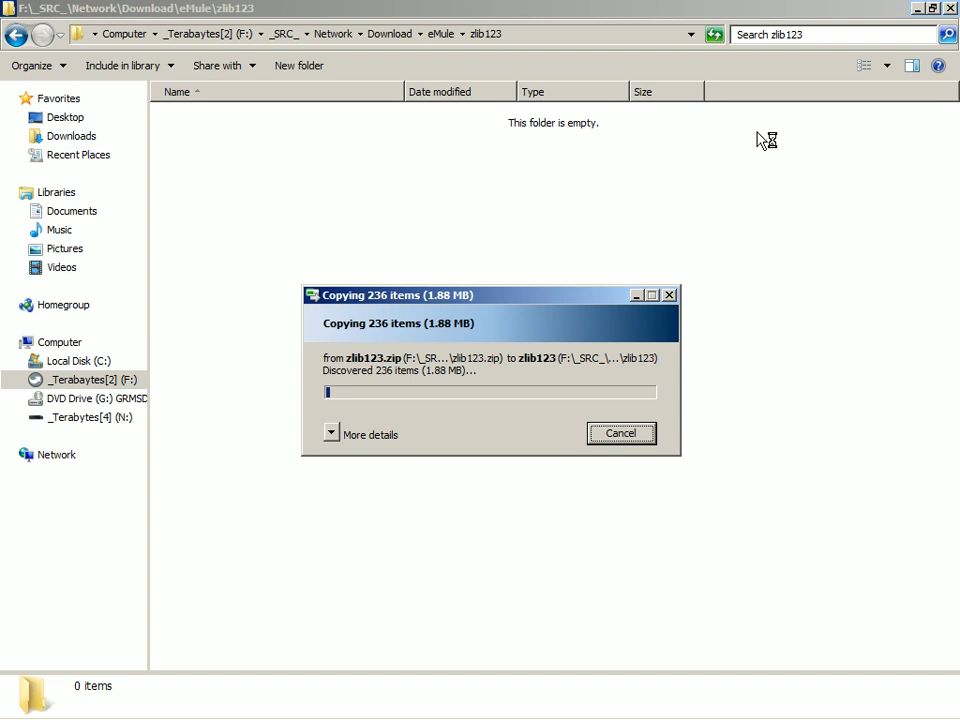 F:\_SRC_\Network\Download\eMule\zlib123
Computer _Terabaytes[2] (F:) _SRC_ Network Download eMule zlib123 Search zlib123
Organize Include in library Share with New folder
Name Date modified Type Size
This folder is empty.
Favorites
Desktop
Downloads
Recent Places
Libraries
Documents
Music
Pictures
Videos
Homegroup
Computer
Local Disk (C:)
_Terabaytes[2] (F:)
DVD Drive (G:) GRMSD
_Terabytes[4] (N:)
Network
Copying 236 items (1.88 MB)
Copying 236 items (1.88 MB)
from zlib123.zip (F:\_SR...\zlib123.zip) to zlib123 (F:\_SRC_\...\zlib123)
Discovered 236 items (1.88 MB)...
More details Cancel
0 items